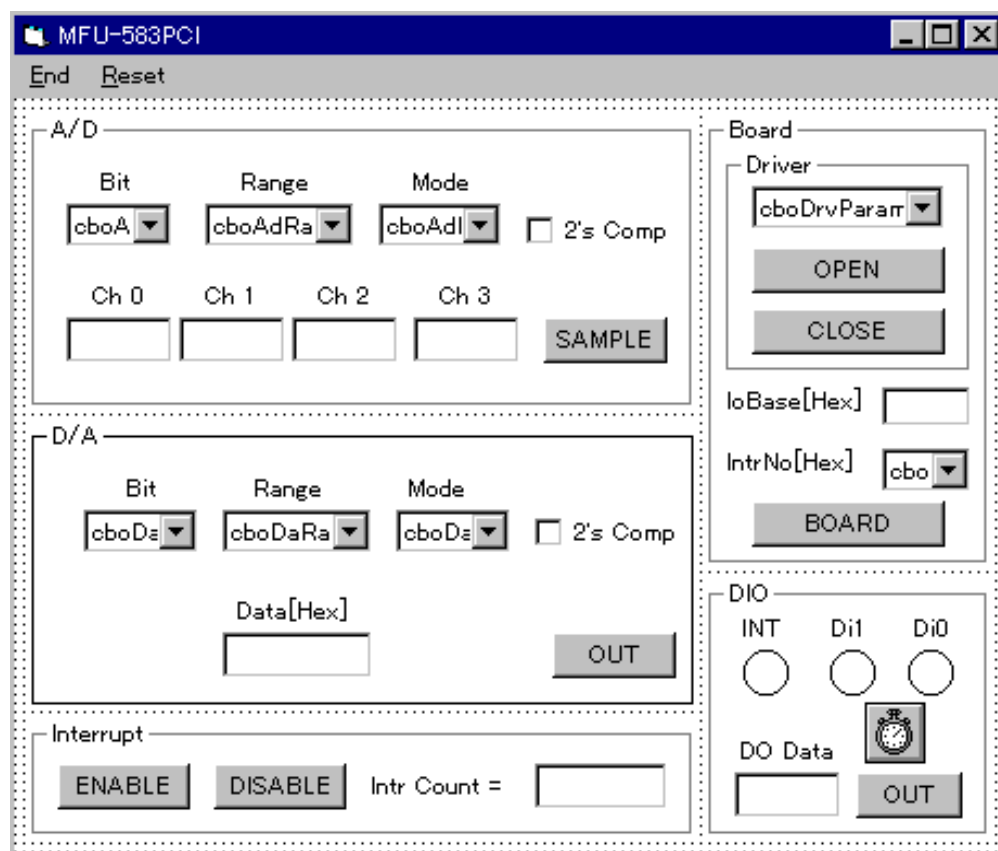 MFU-583PCI
End Reset
A/D
Bit Range Mode
cboA cboAdRa cboAdl 2's Comp
Ch 0 Ch 1 Ch 2 Ch 3
SAMPLE
D/A
Bit Range Mode
cboDa cboDaRa cboDa 2's Comp
Data[Hex]
OUT
Interrupt
ENABLE DISABLE Intr Count =
Board
Driver
cboDrvParam
OPEN
CLOSE
IoBase[Hex]
IntrNo[Hex] cbo
BOARD
DIO
INT Di1 Di0
DO Data
OUT